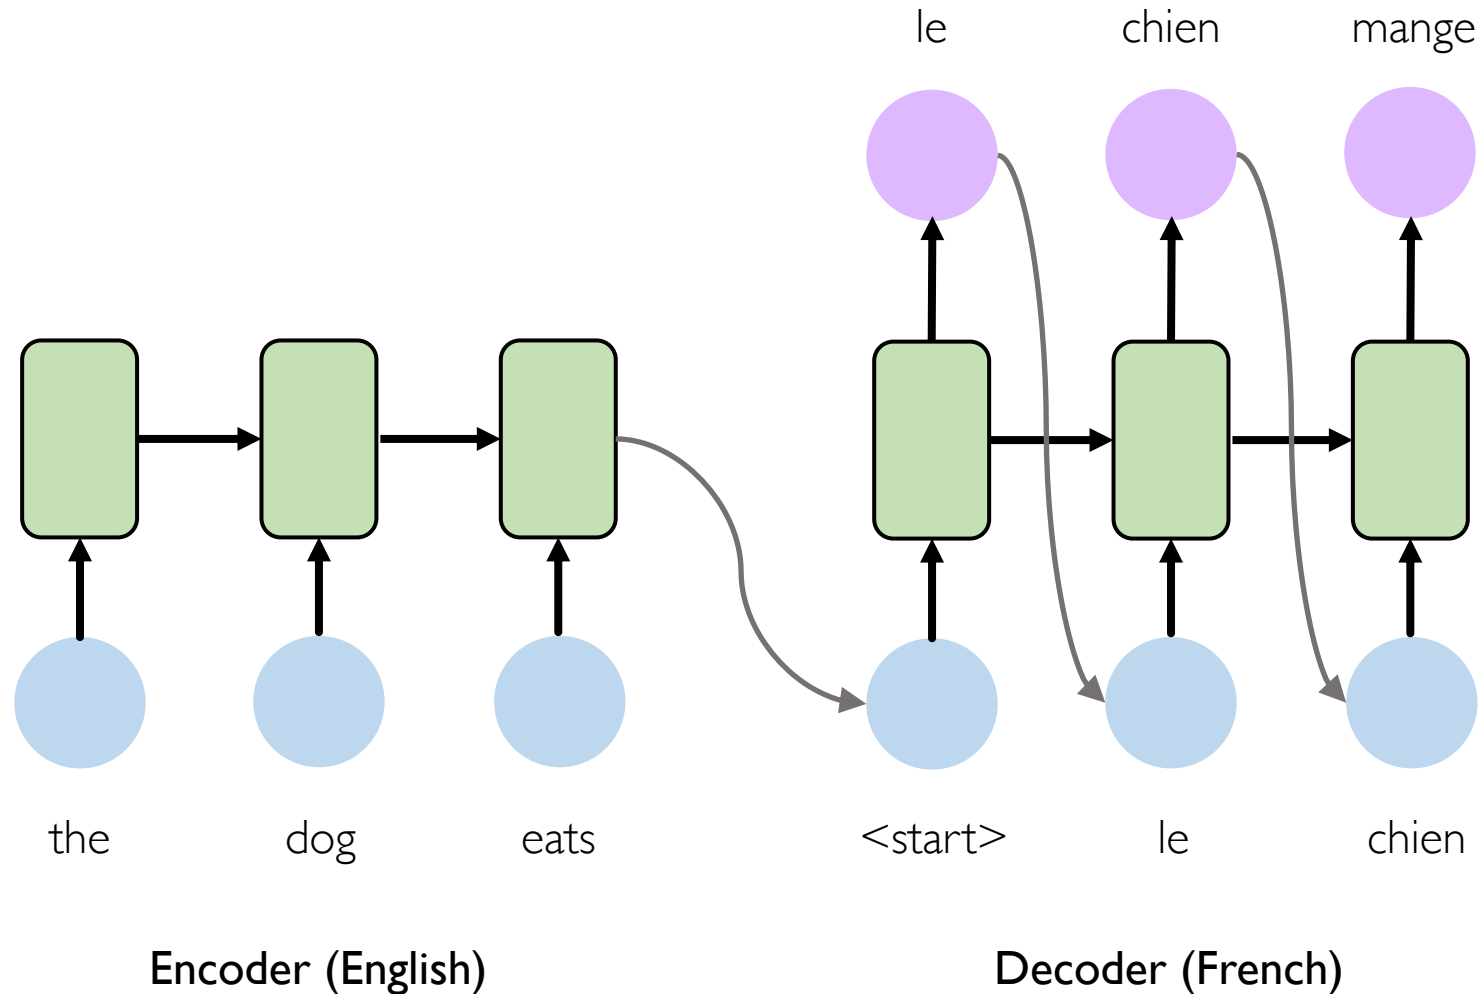 le chien mange
the dog eats <start> le chien
Encoder (English) Decoder (French)